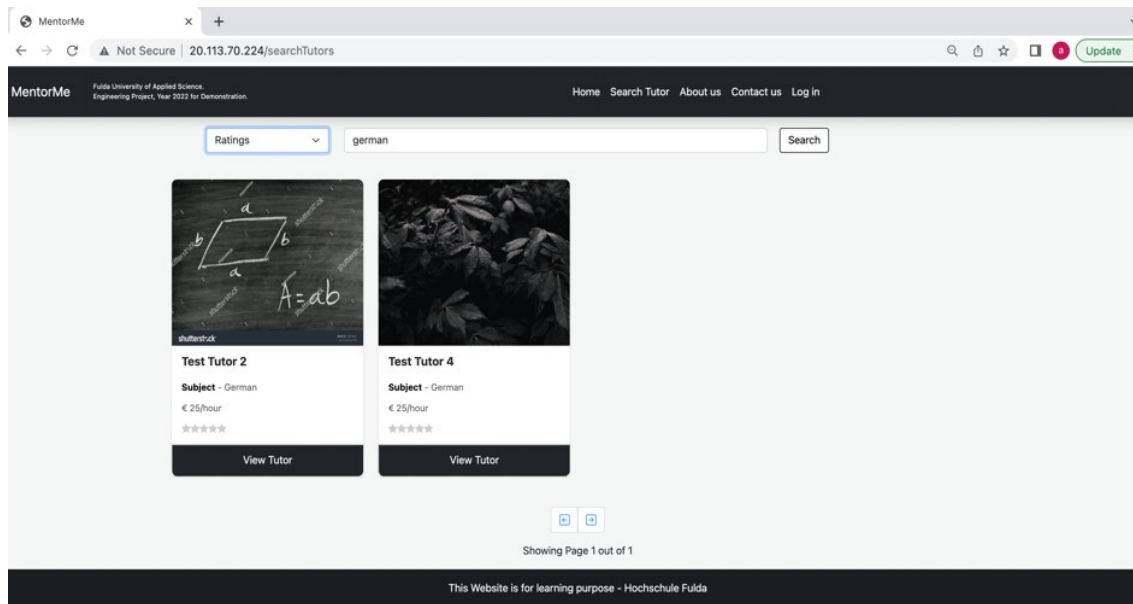 MentorMe
Not Secure 20.113.70.224/searchTutors
Update
MentorMe
Fulda University of Applied Science.
Engineering Project, Year 2022 for Demonstration.
Home Search Tutor About us Contact us Log in
Ratings
german
Search
a
b
b
a
A=ab
shutterstock
Test Tutor 2
Subject - German
€ 25/hour
View Tutor
Test Tutor 4
Subject - German
€ 25/hour
View Tutor
Showing Page 1 out of 1
This Website is for learning purpose - Hochschule Fulda